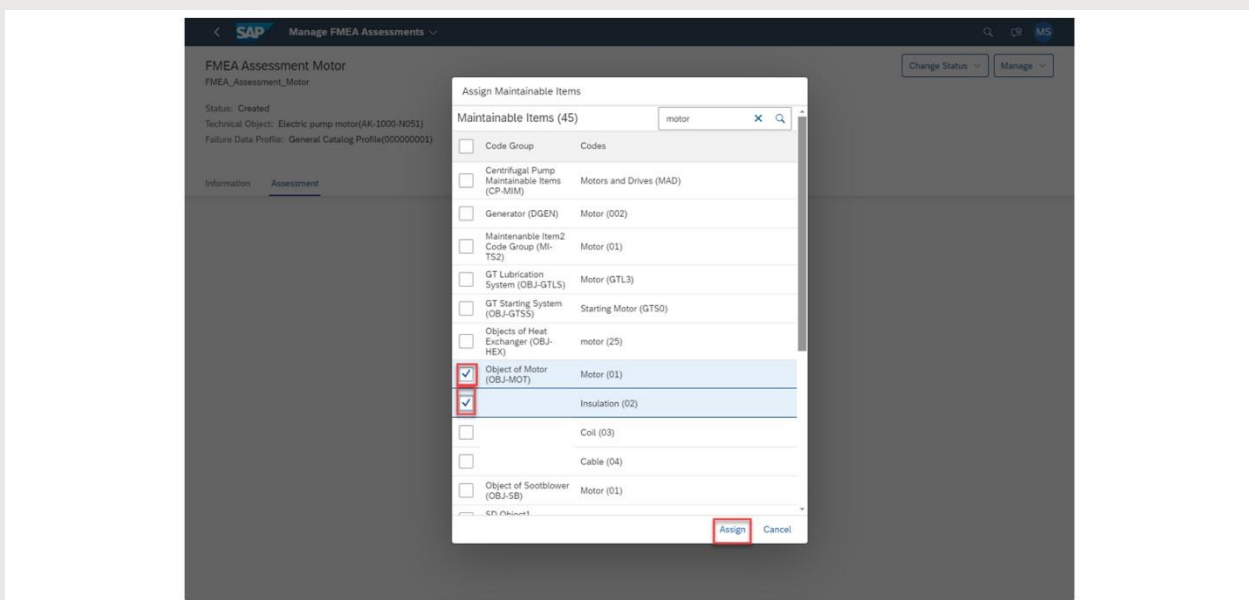 SAP Manage FMEA Assessments
MS
FMEA Assessment Motor
FMEA_Assessment_Motor
Change Status Manage
Status: Created
Technical Object: Electric pump motor(AK-1000-N051)
Failure Data Profile: General Catalog Profile(000000001)
Information Assessment
Assign Maintainable Items
Maintainable Items (45) motor
Code Group Codes
Centrifugal Pump
Maintainable Items Motors and Drives (MAD)
(CP-MIM)
Generator (DGEN) Motor (002)
Maintenanble Item2
Code Group (MI- Motor (01)
TS2)
GT Lubrication
System (OBJ-GTLS) Motor (GTL3)
GT Starting System
(OBJ-GTSS) Starting Motor (GTS0)
Objects of Heat
Exchanger (OBJ- motor (25)
HEX)
Object of Motor
(OBJ-MOT) Motor (01)
Insulation (02)
Coil (03)
Cable (04)
Object of Sootblower
(OBJ-SB) Motor (01)
SD Object1
Assign Cancel